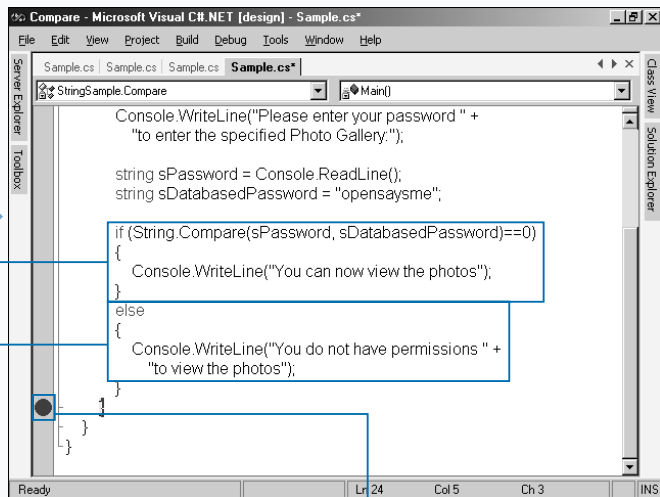 Compare - Microsoft Visual C#.NET [design] - Sample.cs*
File Edit View Project Build Debug Tools Window Help
Sample.cs Sample.cs Sample.cs Sample.cs*
StringSample.Compare Main()
Server Explorer
Toolbox
Class View
Solution Explorer
Console.WriteLine("Please enter your password " +
"to enter the specified Photo Gallery:");
string sPassword = Console.ReadLine();
string sDatabasedPassword = "opensaysme";
if (String.Compare(sPassword, sDatabasedPassword)==0)
{
Console.WriteLine("You can now view the photos");
}
else
{
Console.WriteLine("You do not have permissions " +
"to view the photos");
}
}
}
}
Ready Ln 24 Col 5 Ch 3 INS